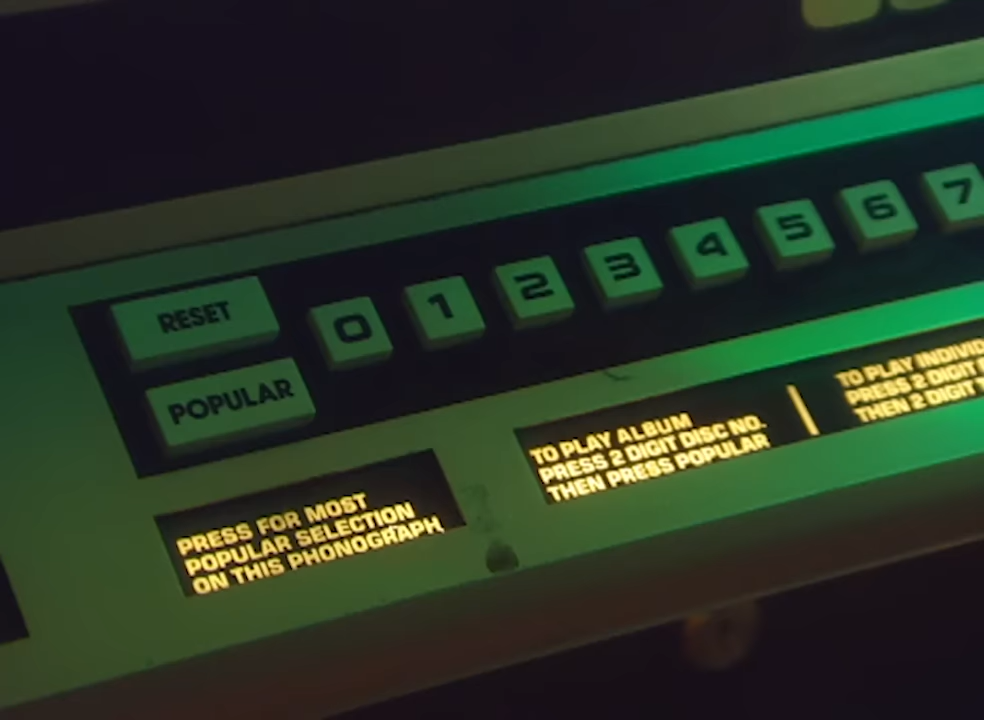 RESET
0 1 2 3 4 5 6 7
POPULAR
PRESS FOR MOST
POPULAR SELECTION
ON THIS PHONOGRAPH
TO PLAY ALBUM
PRESS 2 DIGIT DISC NO.
THEN PRESS POPULAR
TO PLAY
PRESS 2 DIGIT
THEN 2 DIGIT